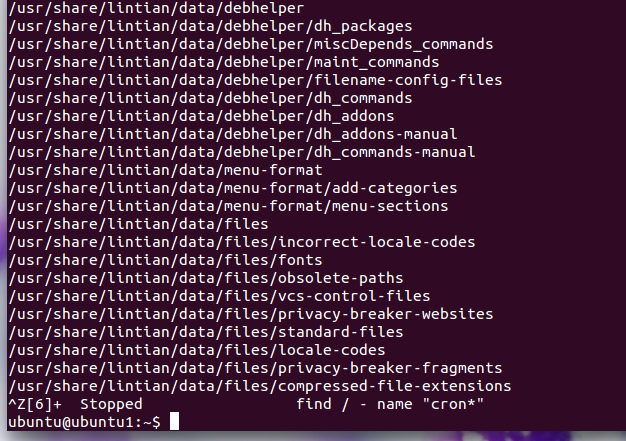 /usr/share/lintian/data/debhelper
/usr/share/lintian/data/debhelper/dh_packages
/usr/share/lintian/data/debhelper/miscDepends_commands
/usr/share/lintian/data/debhelper/maint_commands
/usr/share/lintian/data/debhelper/filename-config-files
/usr/share/lintian/data/debhelper/dh_commands
/usr/share/lintian/data/debhelper/dh_addons
/usr/share/lintian/data/debhelper/dh_addons-manual
/usr/share/lintian/data/debhelper/dh_commands-manual
/usr/share/lintian/data/menu-format
/usr/share/lintian/data/menu-format/add-categories
/usr/share/lintian/data/menu-format/menu-sections
/usr/share/lintian/data/files
/usr/share/lintian/data/files/incorrect-locale-codes
/usr/share/lintian/data/files/fonts
/usr/share/lintian/data/files/obsolete-paths
/usr/share/lintian/data/files/vcs-control-files
/usr/share/lintian/data/files/privacy-breaker-websites
/usr/share/lintian/data/files/standard-files
/usr/share/lintian/data/files/locale-codes
/usr/share/lintian/data/files/privacy-breaker-fragments
/usr/share/lintian/data/files/compressed-file-extensions
^Z[6]+  Stopped                 find / - name "cron*"
ubuntu@ubuntu1:~$